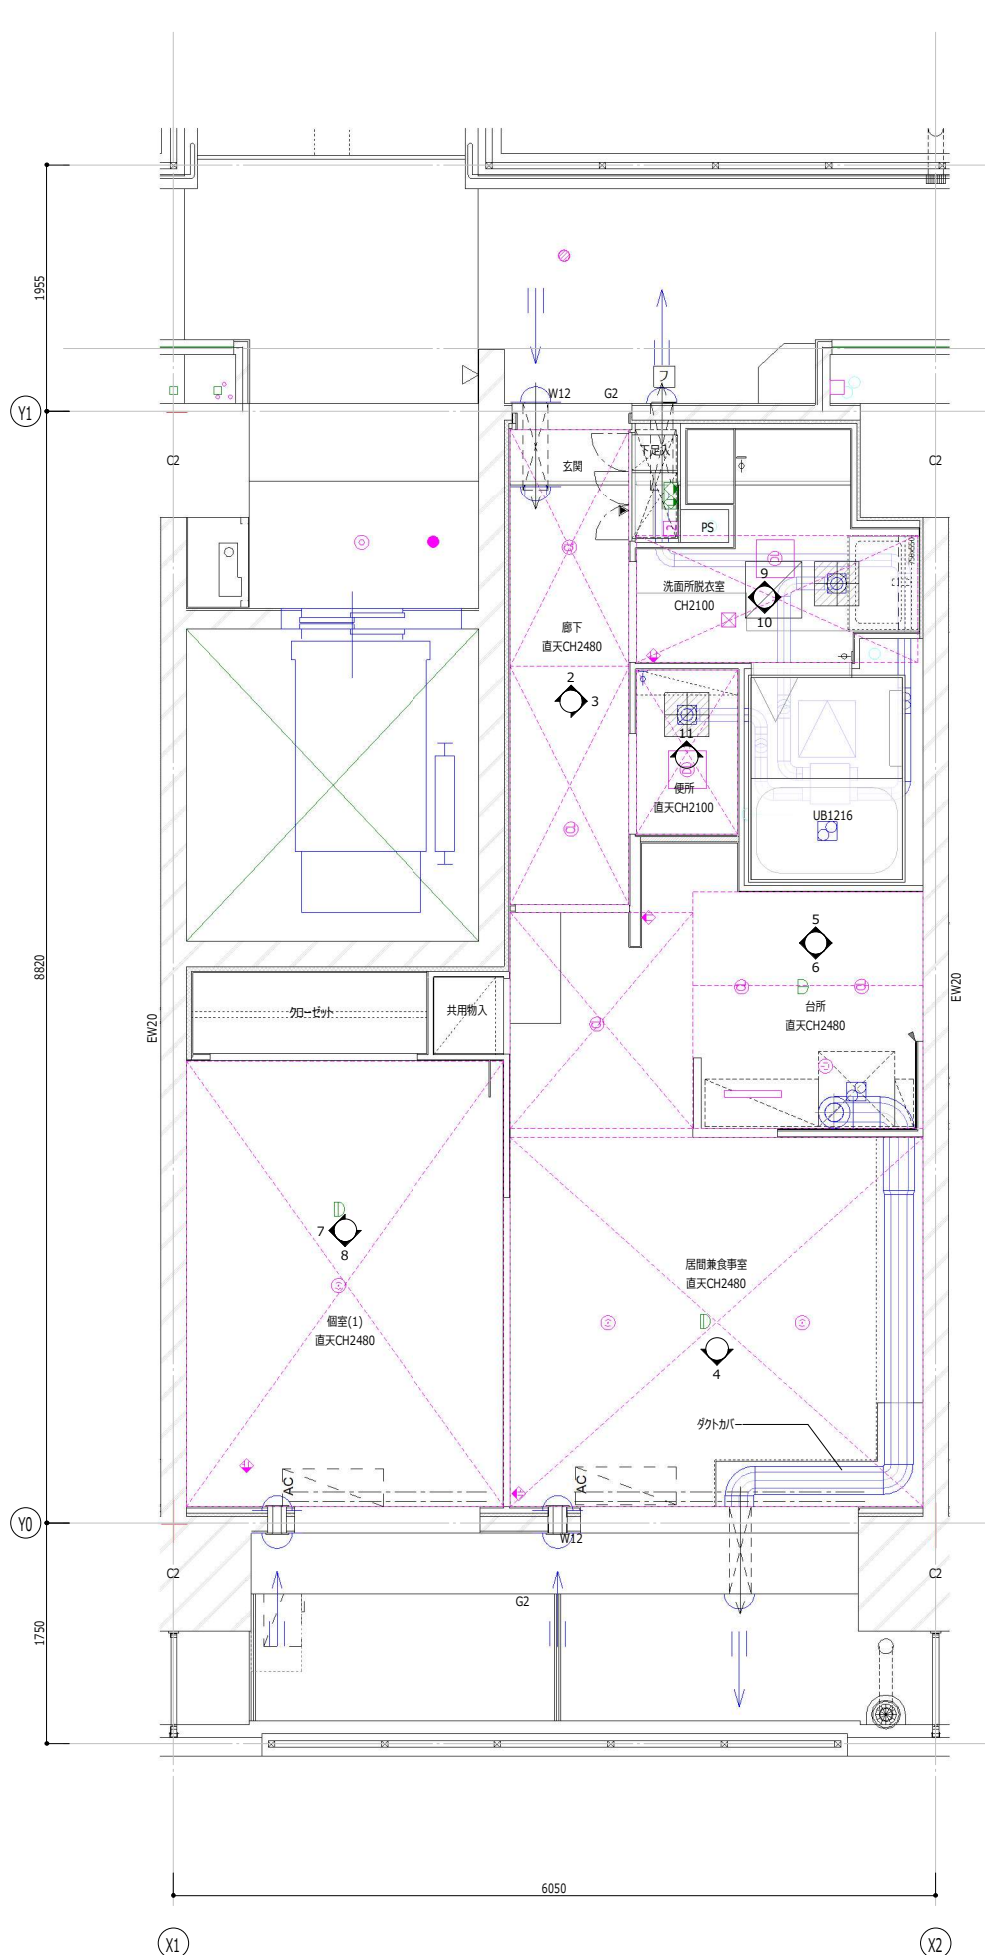 1955
フ
W12
G2
Y1
下足入
玄関
C2
C2
PS
洗面所脱衣室
CH2100
9
10
廊下
直天CH2480
2
3
11
便所
直天CH2100
UB1216
5
6
台所
直天CH2480
8820
EW20
EW20
クローゼット
共用物入
7
8
居間兼食事室
直天CH2480
個室(1)
直天CH2480
4
ダクトカバー
AC
AC
Y0
W12
C2
C2
G2
1750
6050
X1
X2